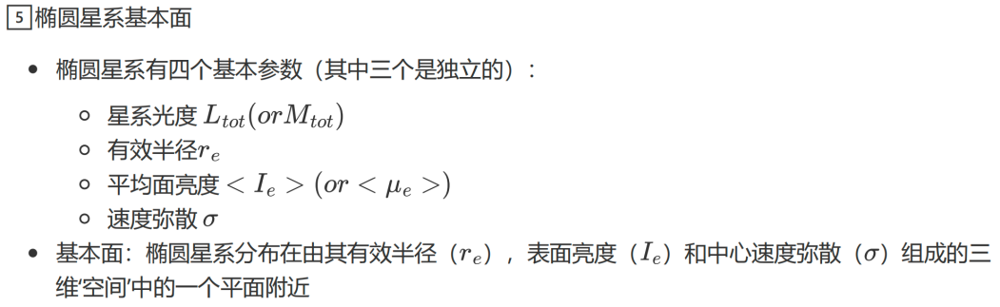 5 椭圆星系基本面
• 椭圆星系有四个基本参数（其中三个是独立的）：
◦ 星系光度 $L_{tot}(orM_{tot})$
◦ 有效半径$r_e$
◦ 平均面亮度 $< I_e > (or < \mu_e >)$
◦ 速度弥散 $\sigma$
• 基本面：椭圆星系分布在由其有效半径（$r_e$），表面亮度（$I_e$）和中心速度弥散（$\sigma$）组成的三
维‘空间’中的一个平面附近